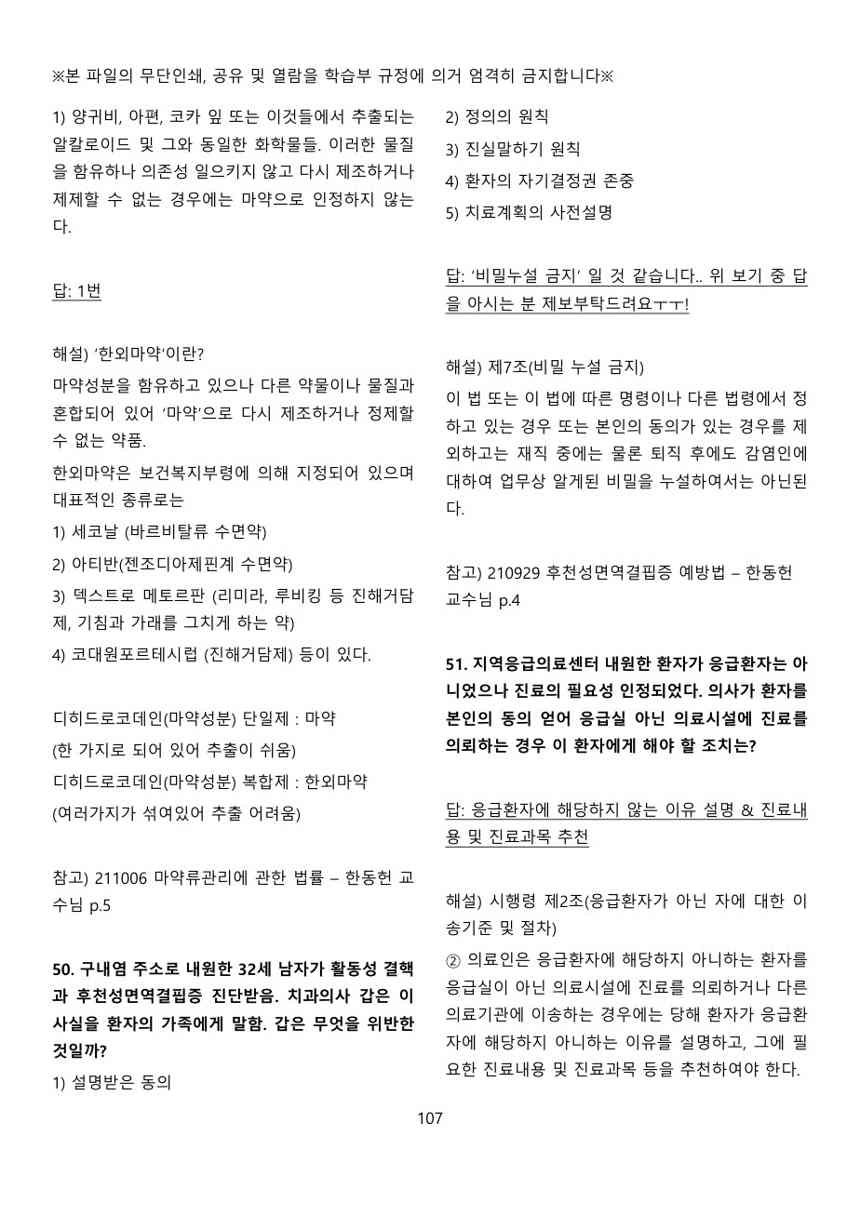 ※본 파일의 무단인쇄, 공유 및 열람을 학습부 규정에 의거 엄격히 금지합니다※
1) 양귀비, 아편, 코카 잎 또는 이것들에서 추출되는
알칼로이드 및 그와 동일한 화학물들. 이러한 물질
을 함유하나 의존성 일으키지 않고 다시 제조하거나
제제할 수 없는 경우에는 마약으로 인정하지 않는
다.
답: 1번
해설) '한외마약'이란?
마약성분을 함유하고 있으나 다른 약물이나 물질과
혼합되어 있어 '마약'으로 다시 제조하거나 정제할
수 없는 약품.
한외마약은 보건복지부령에 의해 지정되어 있으며
대표적인 종류로는
1) 세코날 (바르비탈류 수면약)
2) 아티반(젠조디아제핀계 수면약)
3) 덱스트로 메토르판 (리미라, 루비킹 등 진해거담
제, 기침과 가래를 그치게 하는 약)
4) 코대원포르테시럽 (진해거담제) 등이 있다.
디히드로코데인(마약성분) 단일제 : 마약
(한 가지로 되어 있어 추출이 쉬움)
디히드로코데인(마약성분) 복합제 : 한외마약
(여러가지가 섞여있어 추출 어려움)
참고) 211006 마약류관리에 관한 법률 – 한동헌 교
수님 p.5
50. 구내염 주소로 내원한 32세 남자가 활동성 결핵
과 후천성면역결핍증 진단받음. 치과의사 갑은 이
사실을 환자의 가족에게 말함. 갑은 무엇을 위반한
것일까?
1) 설명받은 동의
2) 정의의 원칙
3) 진실말하기 원칙
4) 환자의 자기결정권 존중
5) 치료계획의 사전설명
답: '비밀누설 금지' 일 것 같습니다.. 위 보기 중 답
을 아시는 분 제보부탁드려요ㅜㅜ!
해설) 제7조(비밀 누설 금지)
이 법 또는 이 법에 따른 명령이나 다른 법령에서 정
하고 있는 경우 또는 본인의 동의가 있는 경우를 제
외하고는 재직 중에는 물론 퇴직 후에도 감염인에
대하여 업무상 알게된 비밀을 누설하여서는 아닌된
다.
참고) 210929 후천성면역결핍증 예방법 – 한동헌
교수님 p.4
51. 지역응급의료센터 내원한 환자가 응급환자는 아
니었으나 진료의 필요성 인정되었다. 의사가 환자를
본인의 동의 얻어 응급실 아닌 의료시설에 진료를
의뢰하는 경우 이 환자에게 해야 할 조치는?
답: 응급환자에 해당하지 않는 이유 설명 & 진료내
용 및 진료과목 추천
해설) 시행령 제2조(응급환자가 아닌 자에 대한 이
송기준 및 절차)
② 의료인은 응급환자에 해당하지 아니하는 환자를
응급실이 아닌 의료시설에 진료를 의뢰하거나 다른
의료기관에 이송하는 경우에는 당해 환자가 응급환
자에 해당하지 아니하는 이유를 설명하고, 그에 필
요한 진료내용 및 진료과목 등을 추천하여야 한다.
107